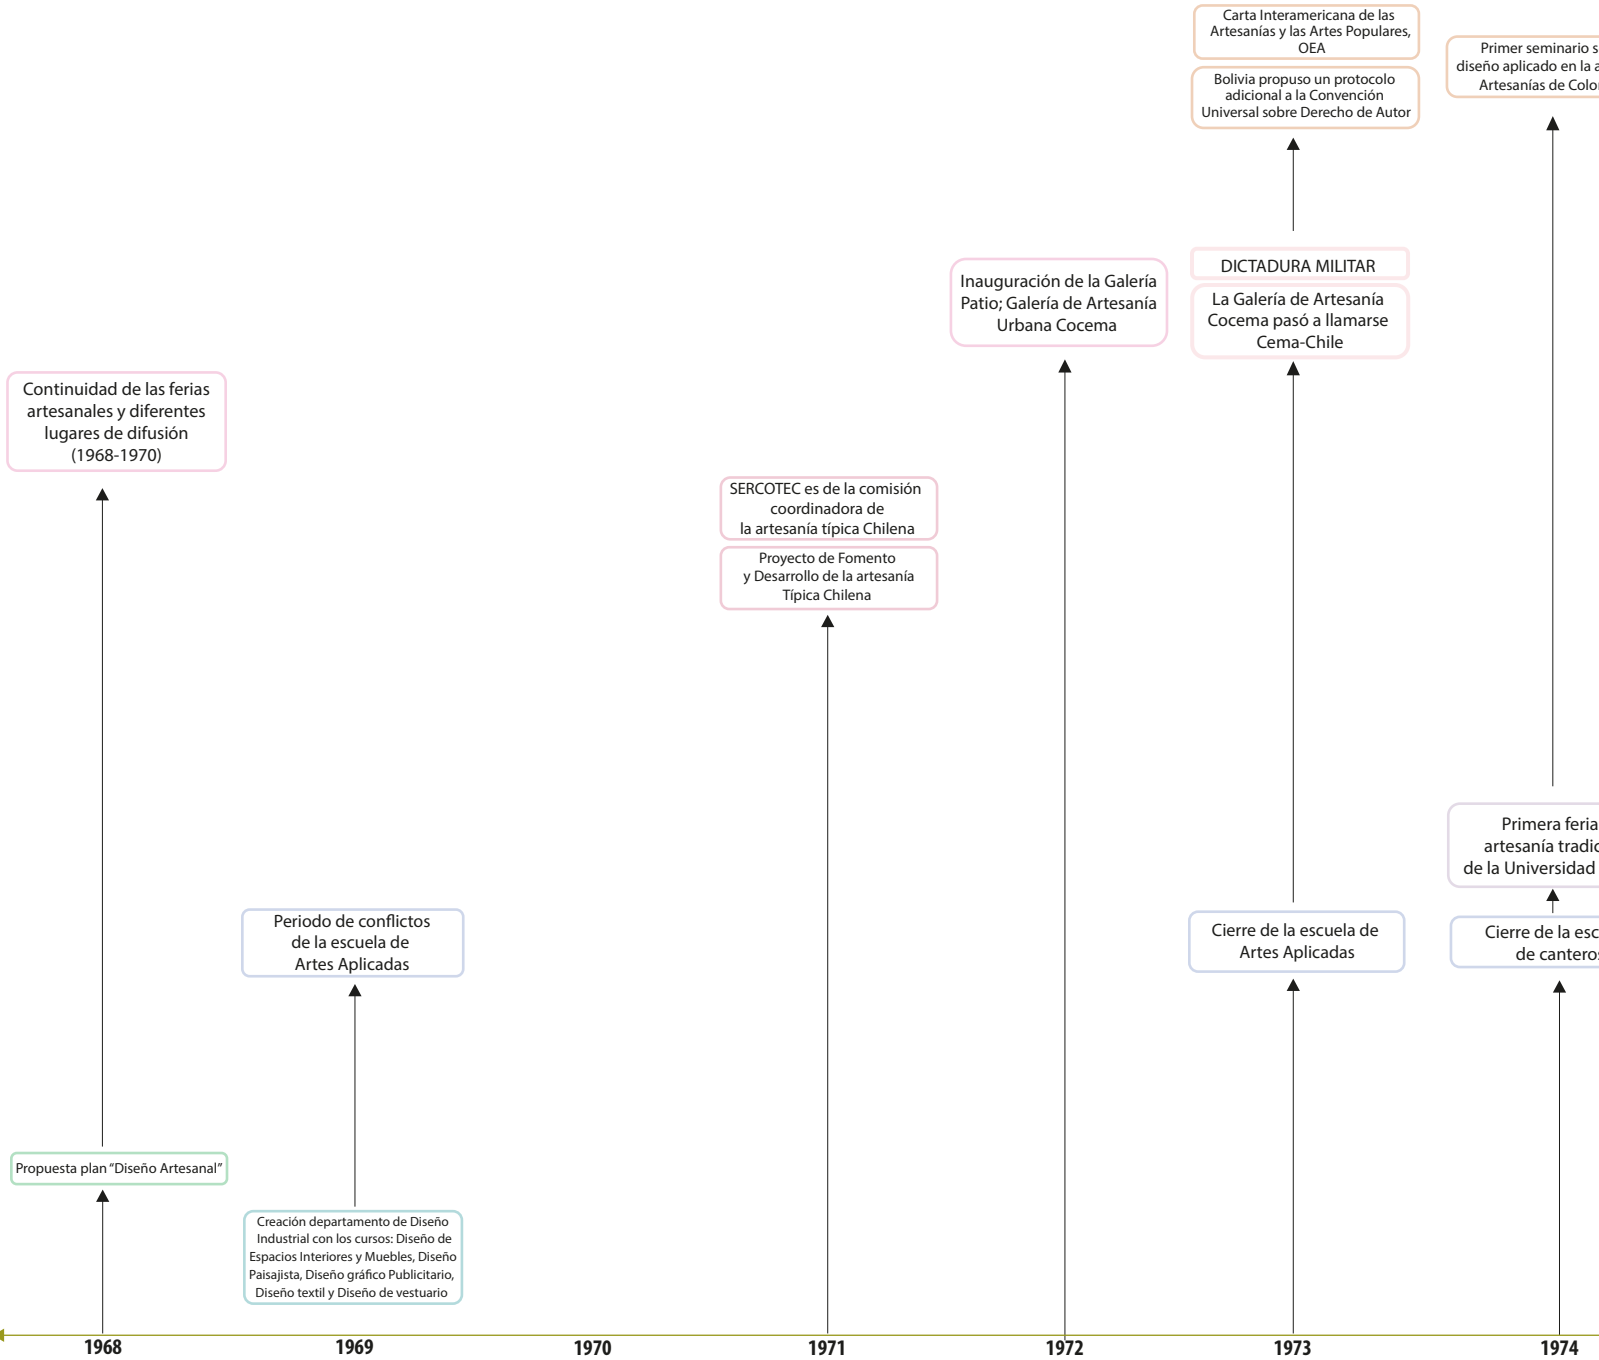 Carta Interamericana de las
Artesanías y las Artes Populares,
OEA
Bolivia propuso un protocolo
adicional a la Convención
Universal sobre Derecho de Autor
Primer seminario
diseño aplicado en la
Artesanías de
DICTADURA MILITAR
La Galería de Artesanía
Cocema pasó a llamarse
Cema-Chile
Inauguración de la Galería
Patio; Galería de Artesanía
Urbana Cocema
Continuidad de las ferias
artesanales y diferentes
lugares de difusión
(1968-1970)
SERCOTEC es de la comisión
coordinadora de
la artesanía típica Chilena
Proyecto de Fomento
y Desarrollo de la artesanía
Típica Chilena
Primera feria
artesanía
de la Universidad
Periodo de conflictos
de la escuela de
Artes Aplicadas
Cierre de la escuela de
Artes Aplicadas
Cierre de la
de canteros
Propuesta plan “Diseño Artesanal”
Creación departamento de Diseño
Industrial con los cursos: Diseño de
Espacios Interiores y Muebles, Diseño
Paisajista, Diseño gráfico Publicitario,
Diseño textil y Diseño de vestuario
1968
1969
1970
1971
1972
1973
1974